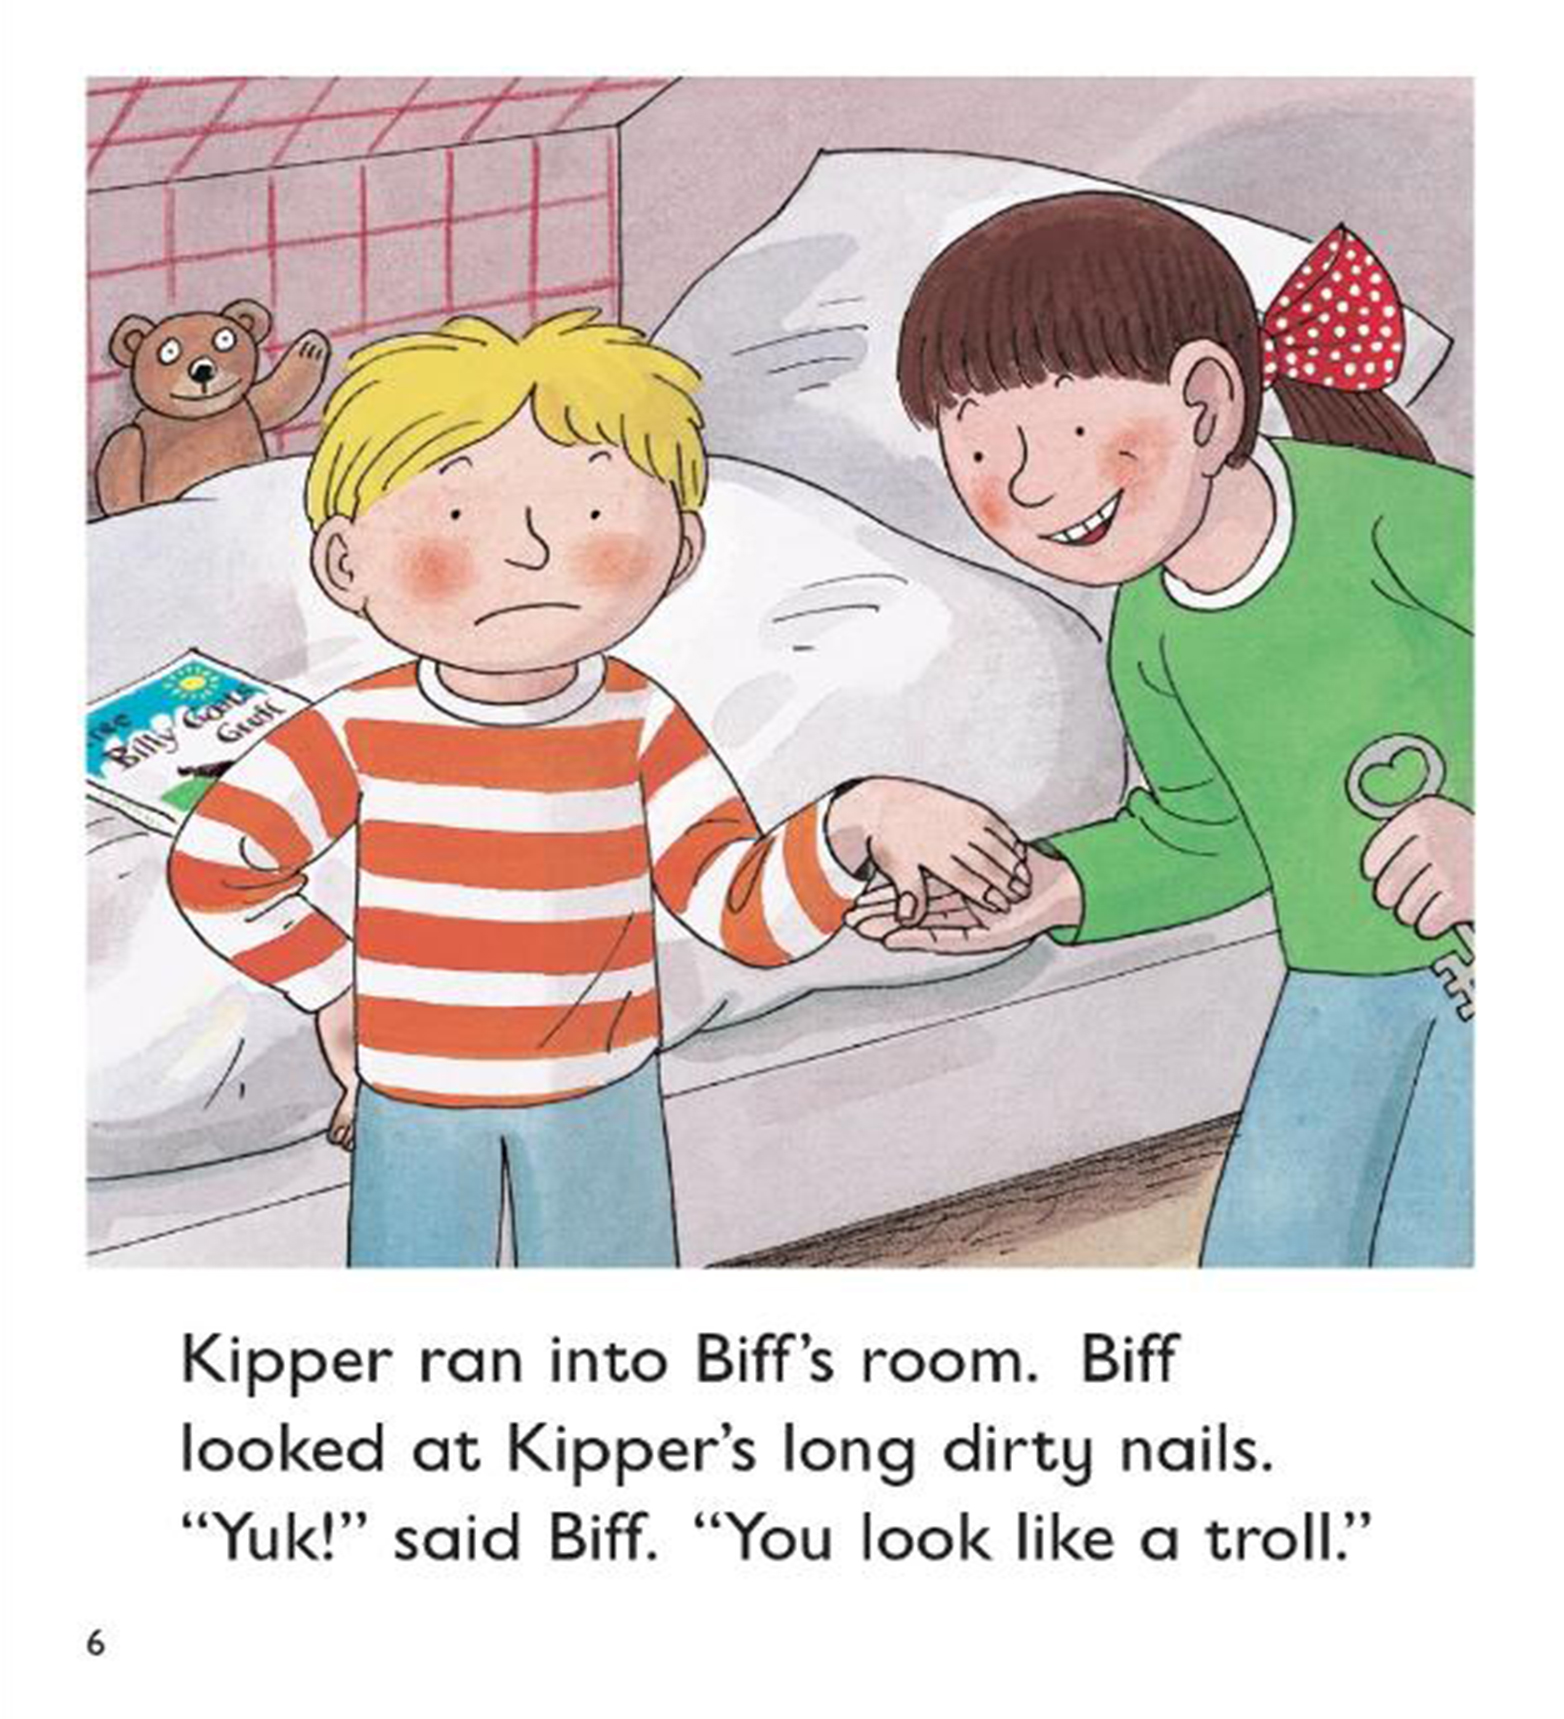 Billy Goats
Gruff
Kipper ran into Biff’s room. Biff
looked at Kipper’s long dirty nails.
“Yuk!” said Biff. “You look like a troll.”
6